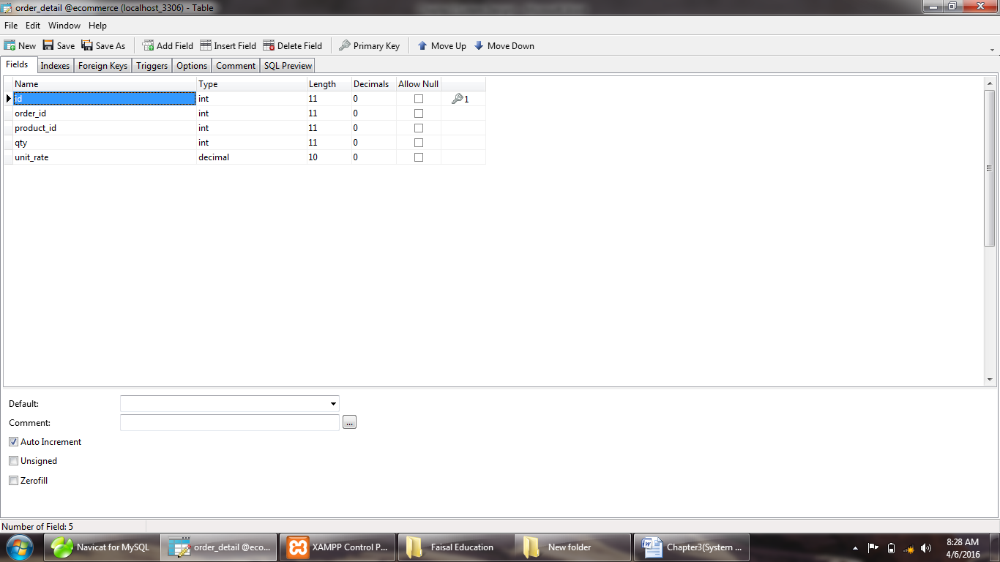 order_detail @ecommerce (localhost_3306) - Table
File Edit Window Help
New Save Save As Add Field Insert Field Delete Field Primary Key Move Up Move Down
Fields Indexes Foreign Keys Triggers Options Comment SQL Preview
Name Type Length Decimals Allow Null
id int 11 0 1
order_id int 11 0
product_id int 11 0
qty int 11 0
unit_rate decimal 10 0
Default:
Comment: ...
Auto Increment
Unsigned
Zerofill
Number of Field: 5
Navicat for MySQL order_detail @eco... XAMPP Control P... Faisal Education New folder Chapter3(System ... 8:28 AM
4/6/2016